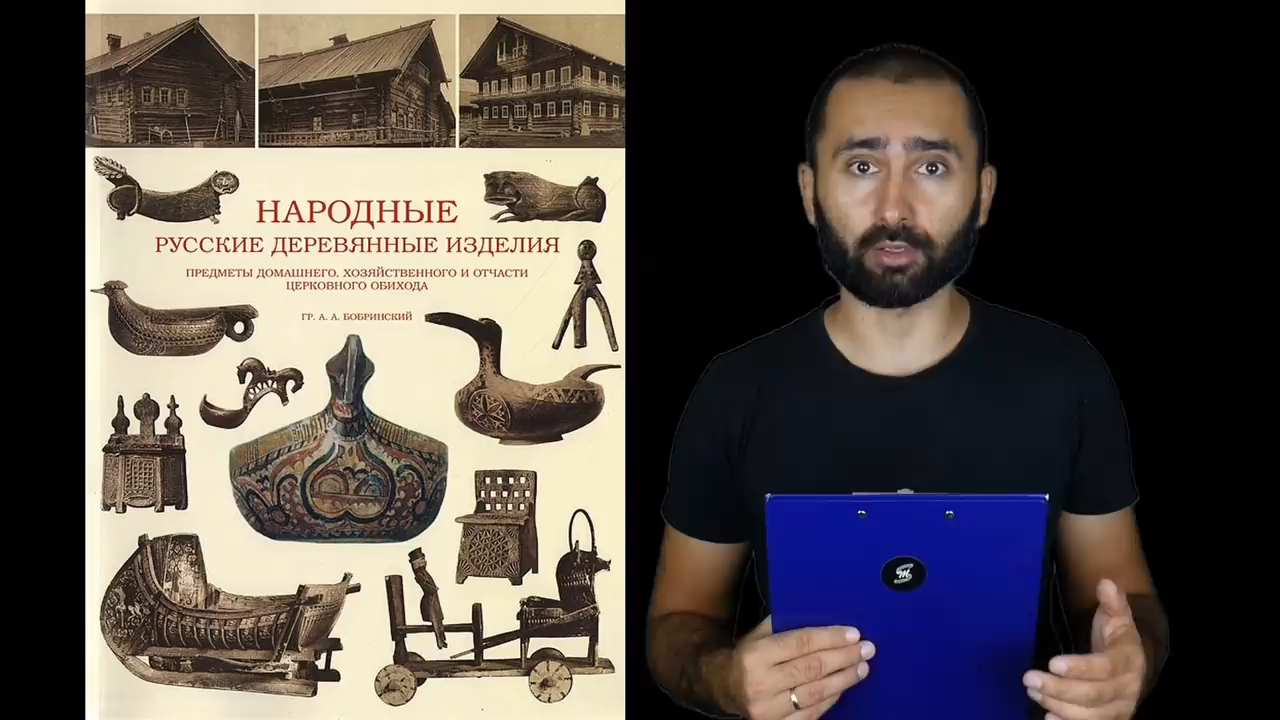 НАРОДНЫЕ
РУССКИЕ ДЕРЕВЯННЫЕ ИЗДЕЛИЯ
ПРЕДМЕТЫ ДОМАШНЕГО, ХОЗЯЙСТВЕННОГО И ОТЧАСТИ
ЦЕРКОВНОГО ОБИХОДА
ГР. А. А. БОБРИНСКИЙ